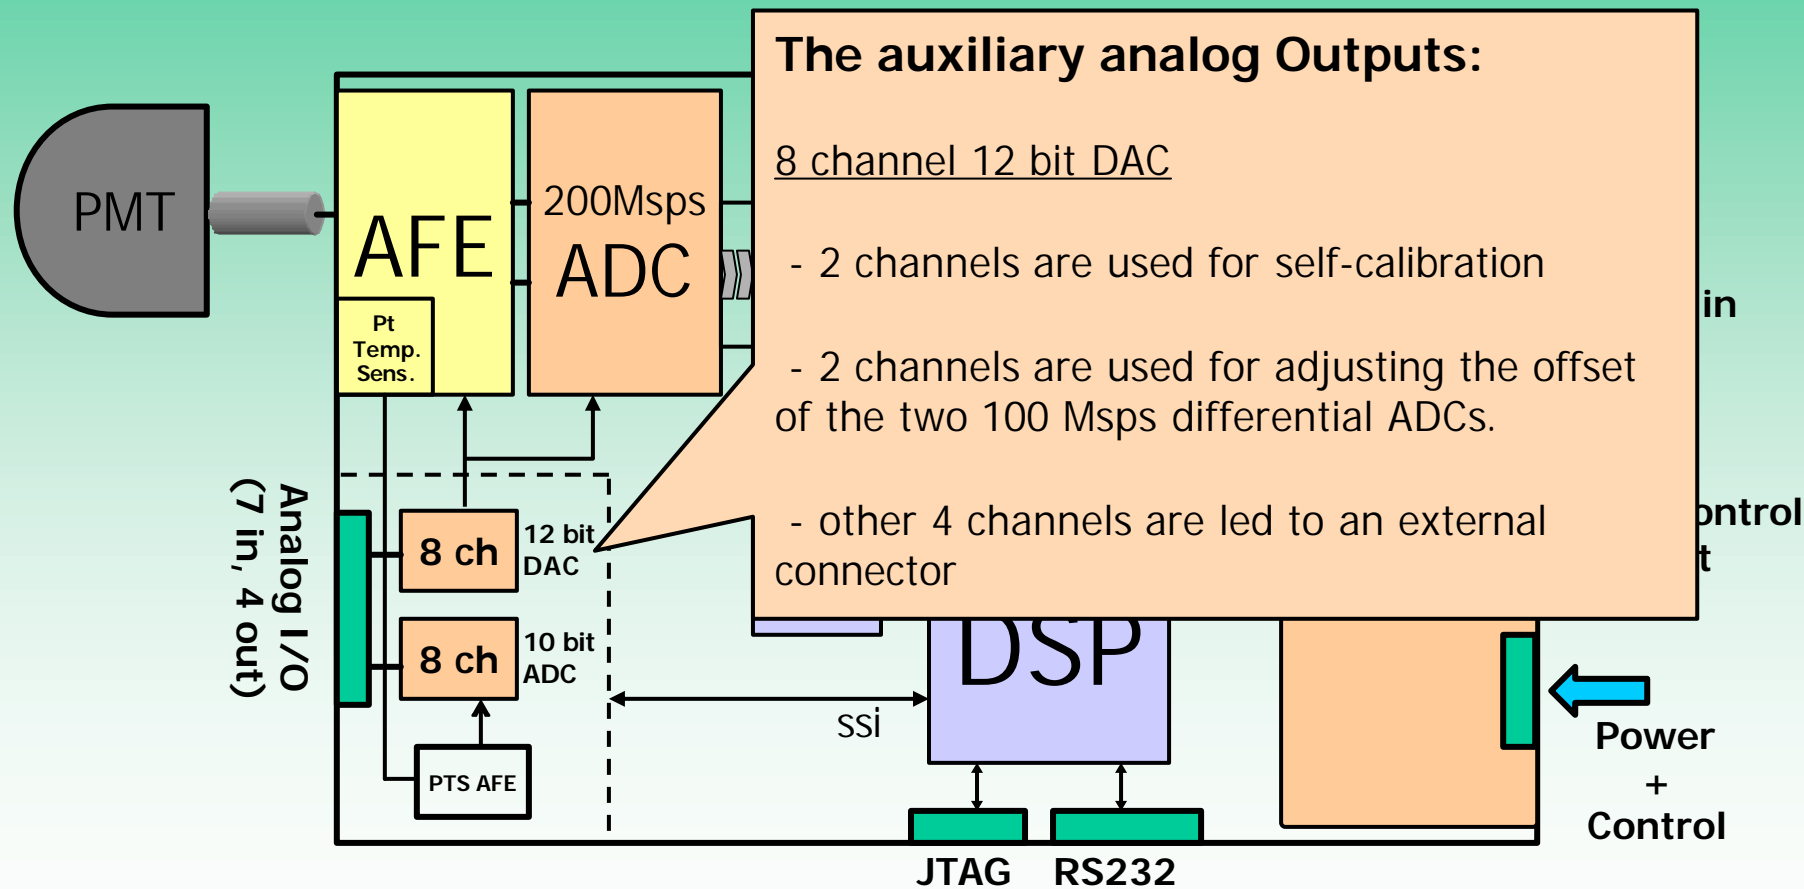 The auxiliary analog Outputs:
8 channel 12 bit DAC
- 2 channels are used for self-calibration
- 2 channels are used for adjusting the offset
of the two 100 Msps differential ADCs.
- other 4 channels are led to an external
connector
PMT
AFE
200Msps
ADC
Pt
Temp.
Sens.
in
Analog I/O
(7 in, 4 out)
8 ch
12 bit
DAC
8 ch
10 bit
ADC
PTS AFE
ssi
DSP
ontrol
t
Power
+
Control
JTAG
RS232